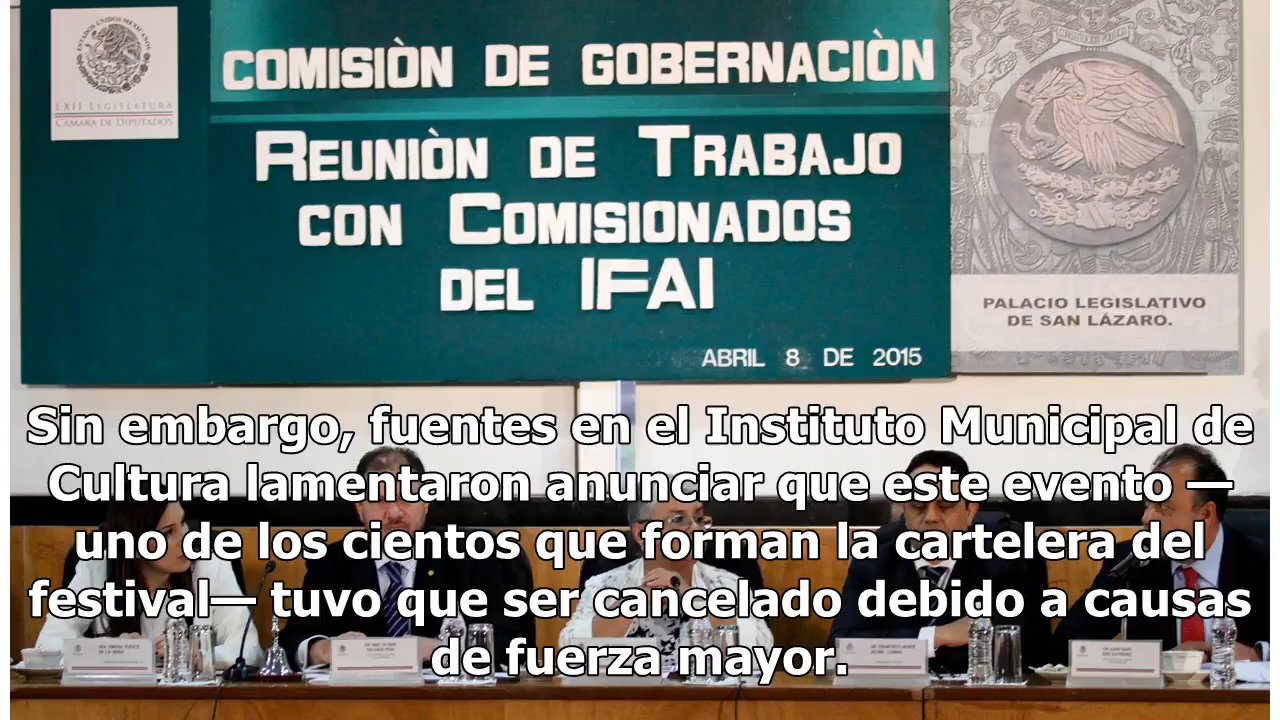 ESTADOS UNIDOS MEXICANOS
LXII LEGISLATURA
CÁMARA DE DIPUTADOS
COMISIÒN DE GOBERNACIÒN
REUNIÒN DE TRABAJO
CON COMISIONADOS
DEL IFAI
ABRIL 8 DE 2015
PALACIO LEGISLATIVO
DE SAN LÁZARO.
Sin embargo, fuentes en el Instituto Municipal de
Cultura lamentaron anunciar que este evento —
uno de los cientos que forman la cartelera del
festival— tuvo que ser cancelado debido a causas
de fuerza mayor.